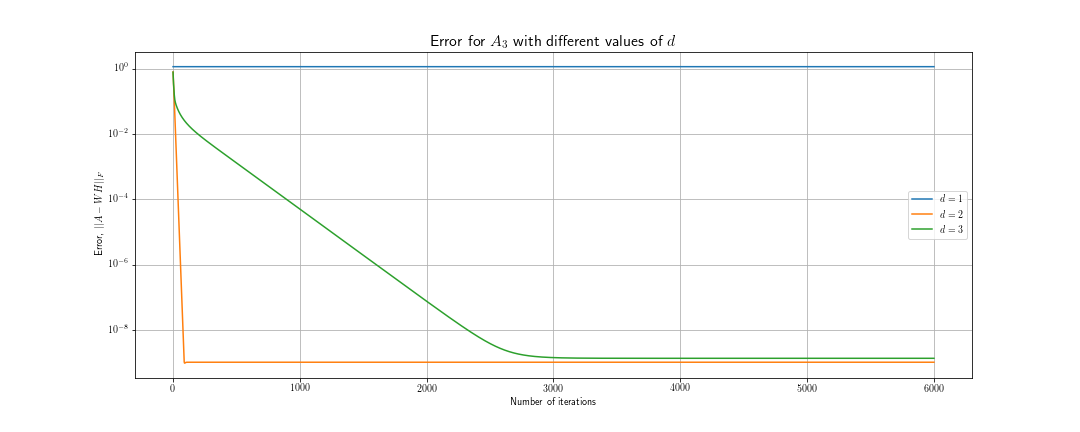 Error for $A_3$ with different values of $d$
Error, $||A - WH||_F$
$10^0$
$10^{-2}$
$10^{-4}$
$10^{-6}$
$10^{-8}$
$d = 1$
$d = 2$
$d = 3$
0 1000 2000 3000 4000 5000 6000
Number of iterations